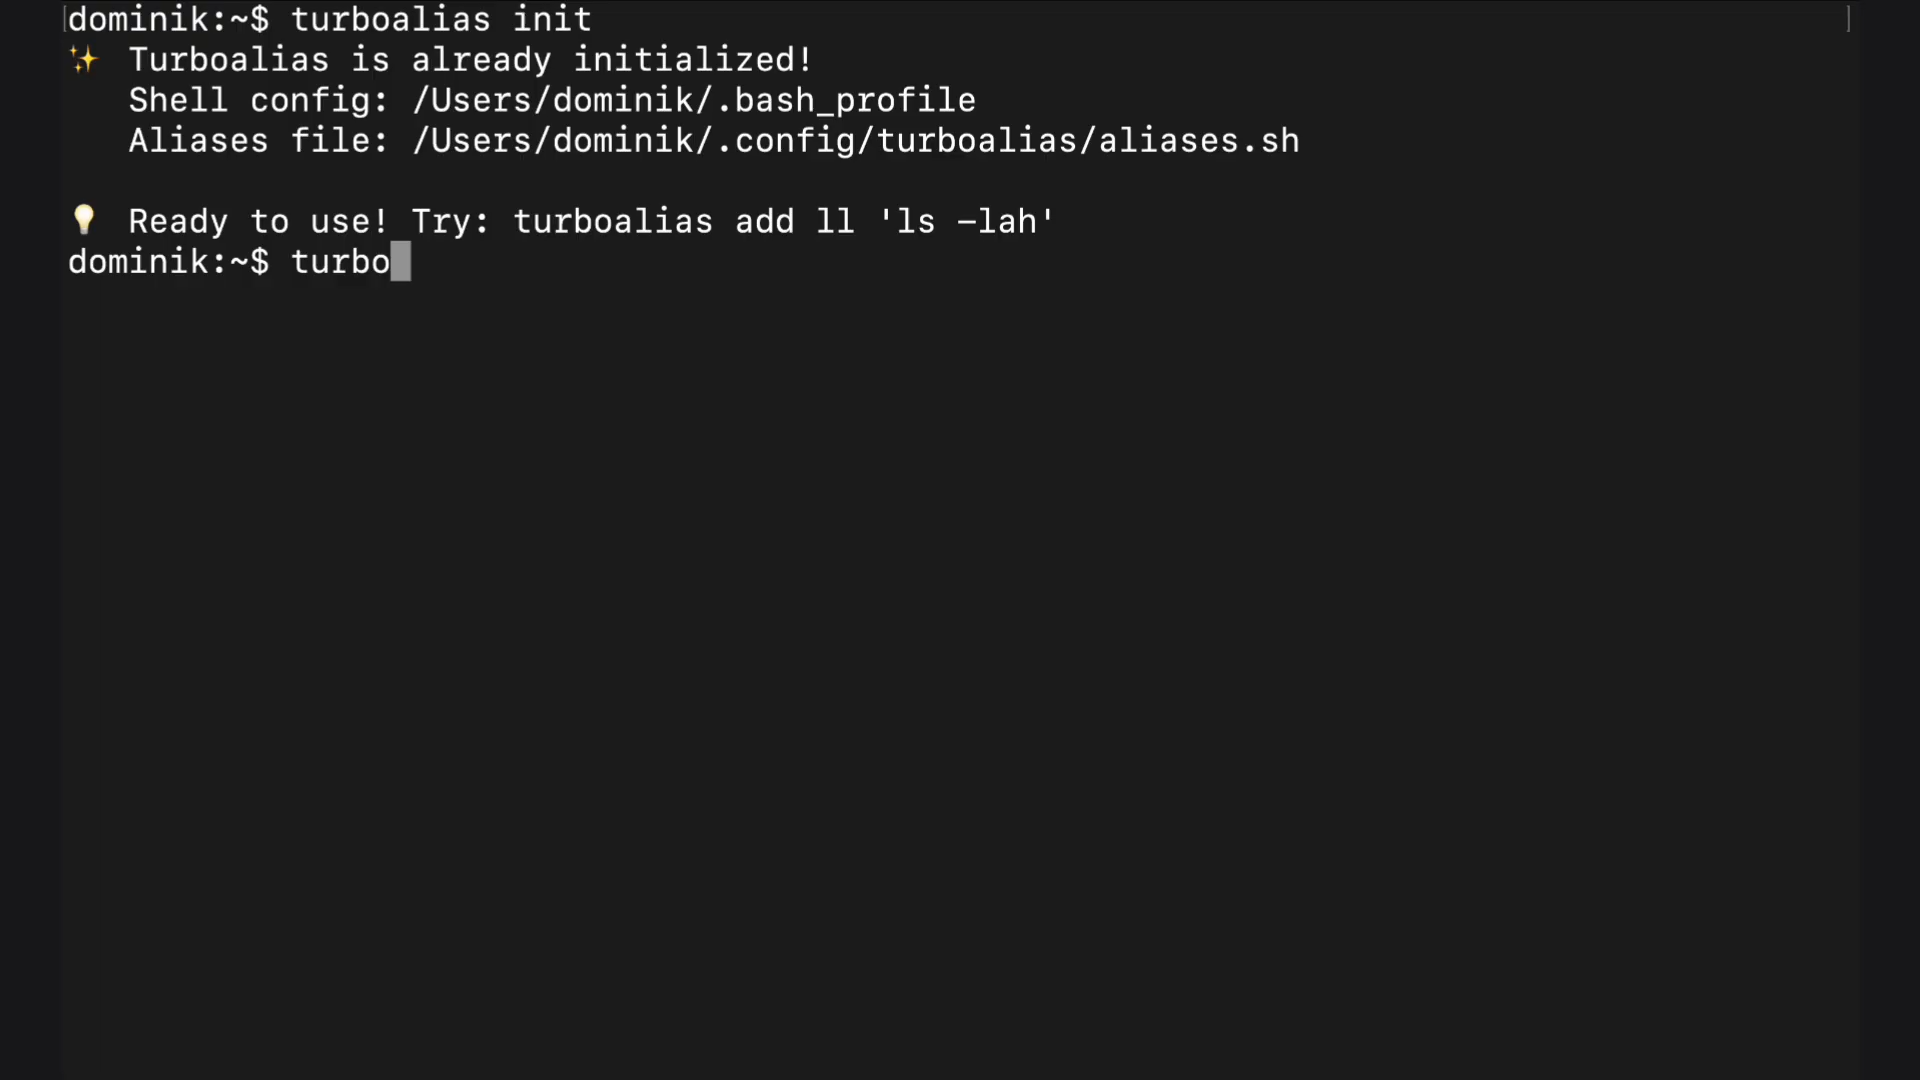 dominik:~$ turboalias init
✨ Turboalias is already initialized!
Shell config: /Users/dominik/.bash_profile
Aliases file: /Users/dominik/.config/turboalias/aliases.sh
💡 Ready to use! Try: turboalias add ll 'ls -lah'
dominik:~$ turbo